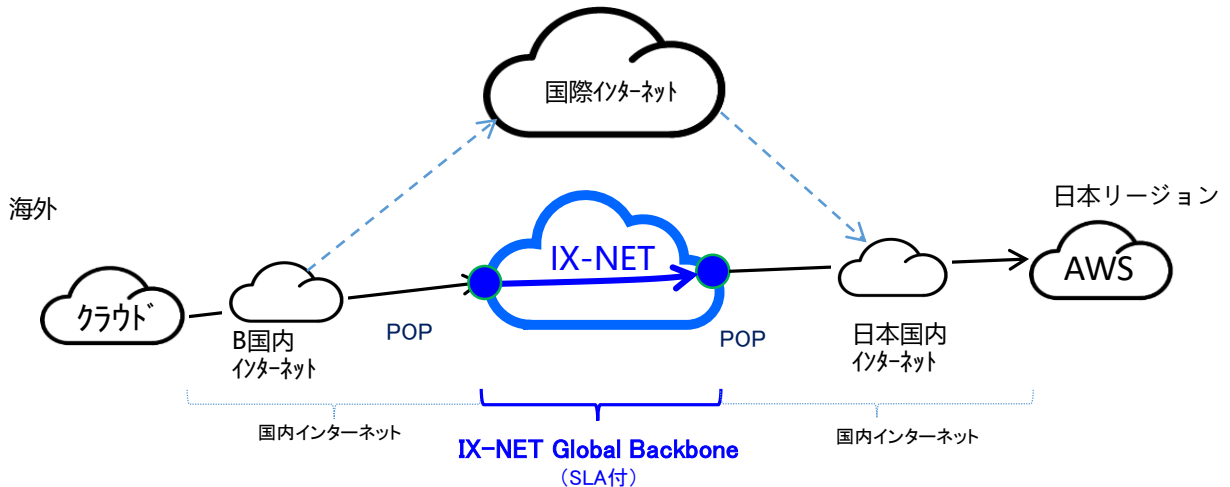 国際ｲﾝﾀｰﾈｯﾄ
海外
日本リージョン
IX-NET
AWS
ｸﾗｳﾄﾞ
B国内
ｲﾝﾀｰﾈｯﾄ
POP
POP
日本国内
ｲﾝﾀｰﾈｯﾄ
国内インターネット
国内インターネット
IX-NET Global Backbone
（SLA付）